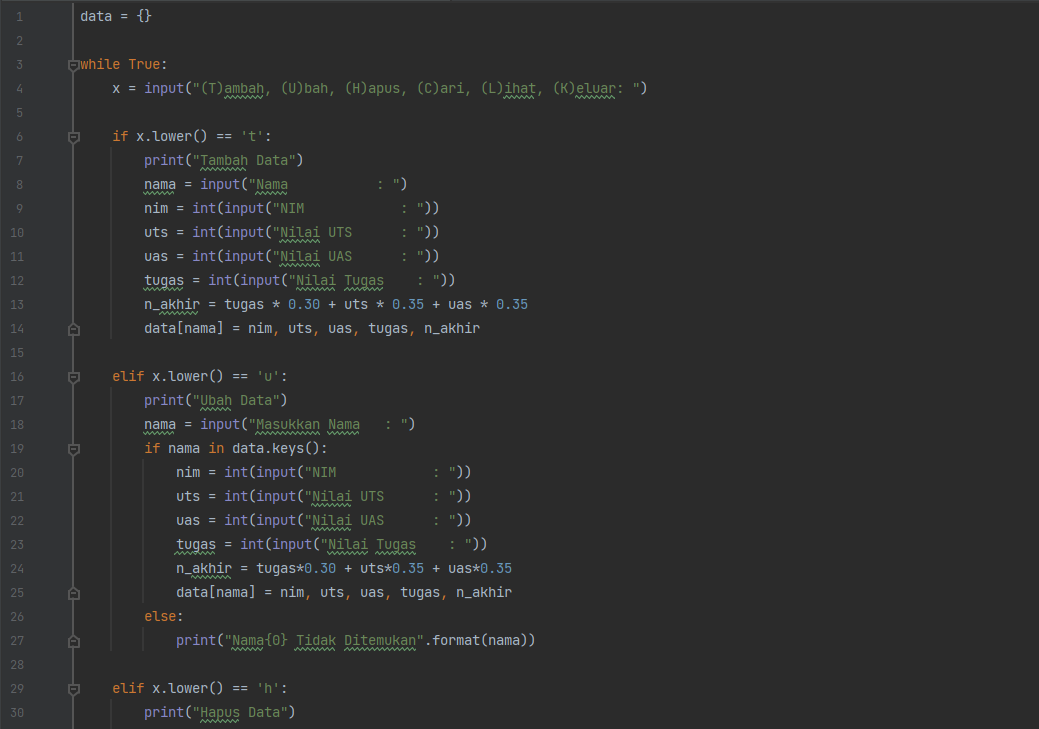 1 data = {}
2
3 while True:
4     x = input("(T)ambah, (U)bah, (H)apus, (C)ari, (L)ihat, (K)eluar: ")
5
6     if x.lower() == 't':
7         print("Tambah Data")
8         nama = input("Nama           : ")
9         nim = int(input("NIM            : "))
10         uts = int(input("Nilai UTS      : "))
11         uas = int(input("Nilai UAS      : "))
12         tugas = int(input("Nilai Tugas    : "))
13         n_akhir = tugas * 0.30 + uts * 0.35 + uas * 0.35
14         data[nama] = nim, uts, uas, tugas, n_akhir
15
16     elif x.lower() == 'u':
17         print("Ubah Data")
18         nama = input("Masukkan Nama   : ")
19         if nama in data.keys():
20             nim = int(input("NIM            : "))
21             uts = int(input("Nilai UTS      : "))
22             uas = int(input("Nilai UAS      : "))
23             tugas = int(input("Nilai Tugas    : "))
24             n_akhir = tugas*0.30 + uts*0.35 + uas*0.35
25             data[nama] = nim, uts, uas, tugas, n_akhir
26         else:
27             print("Nama{0} Tidak Ditemukan".format(nama))
28
29     elif x.lower() == 'h':
30         print("Hapus Data")